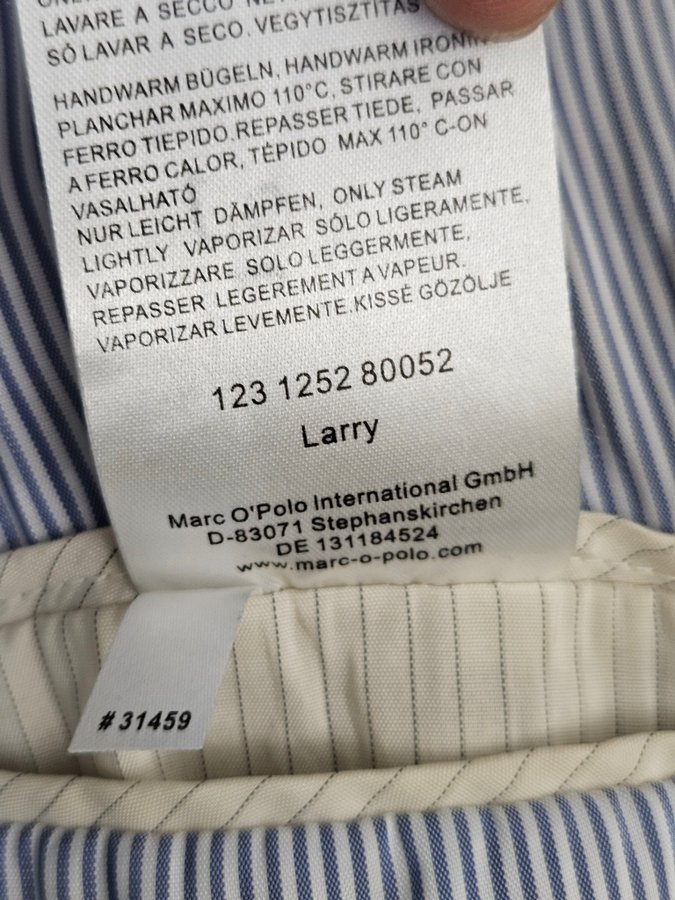 LAVARE A SECCO
SÓ LAVAR A SECO. VEGYTISZTÍTÁS
HANDWARM BÜGELN, HANDWARM
PLANCHAR MAXIMO 110°C, STIRARE CON
FERRO TIEPIDO.REPASSER TIEDE, PASSAR
A FERRO CALOR, TÉPIDO MAX 110° C-ON
VASALHATÓ
NUR LEICHT DÄMPFEN, ONLY STEAM
LIGHTLY VAPORIZAR SÓLO LIGERAMENTE,
VAPORIZZARE SOLO LEGGERMENTE,
REPASSER LEGEREMENT A VAPEUR.
VAPORIZAR LEVEMENTE.KISSÉ GŐZÖLJE
123 1252 80052
Larry
Marc O'Polo International GmbH
D-83071 Stephanskirchen
DE 131184524
www.marc-o-polo.com
# 31459